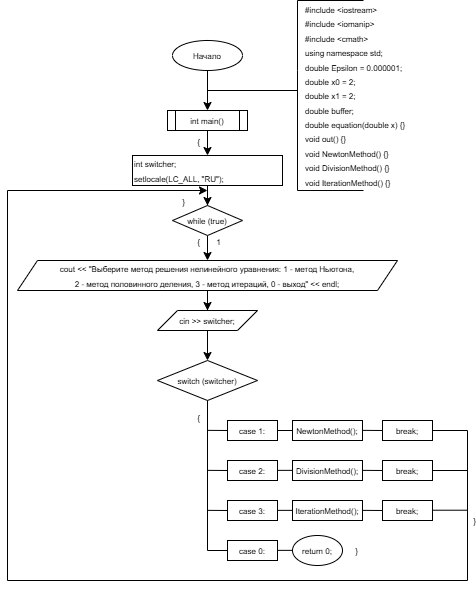 #include <iostream>
#include <iomanip>
#include <cmath>
using namespace std;
double Epsilon = 0.000001;
double x0 = 2;
double x1 = 2;
double buffer;
double equation(double x) {}
void out() {}
void NewtonMethod() {}
void DivisionMethod() {}
void IterationMethod() {}
Начало
int main()
{
int switcher;
setlocale(LC_ALL, "RU");
}
while (true)
{ 1
cout << "Выберите метод решения нелинейного уравнения: 1 - метод Ньютона,
2 - метод половинного деления, 3 - метод итераций, 0 - выход" << endl;
cin >> switcher;
switch (switcher)
{
case 1: NewtonMethod(); break;
case 2: DivisionMethod(); break;
case 3: IterationMethod(); break;
}
case 0: return 0; }